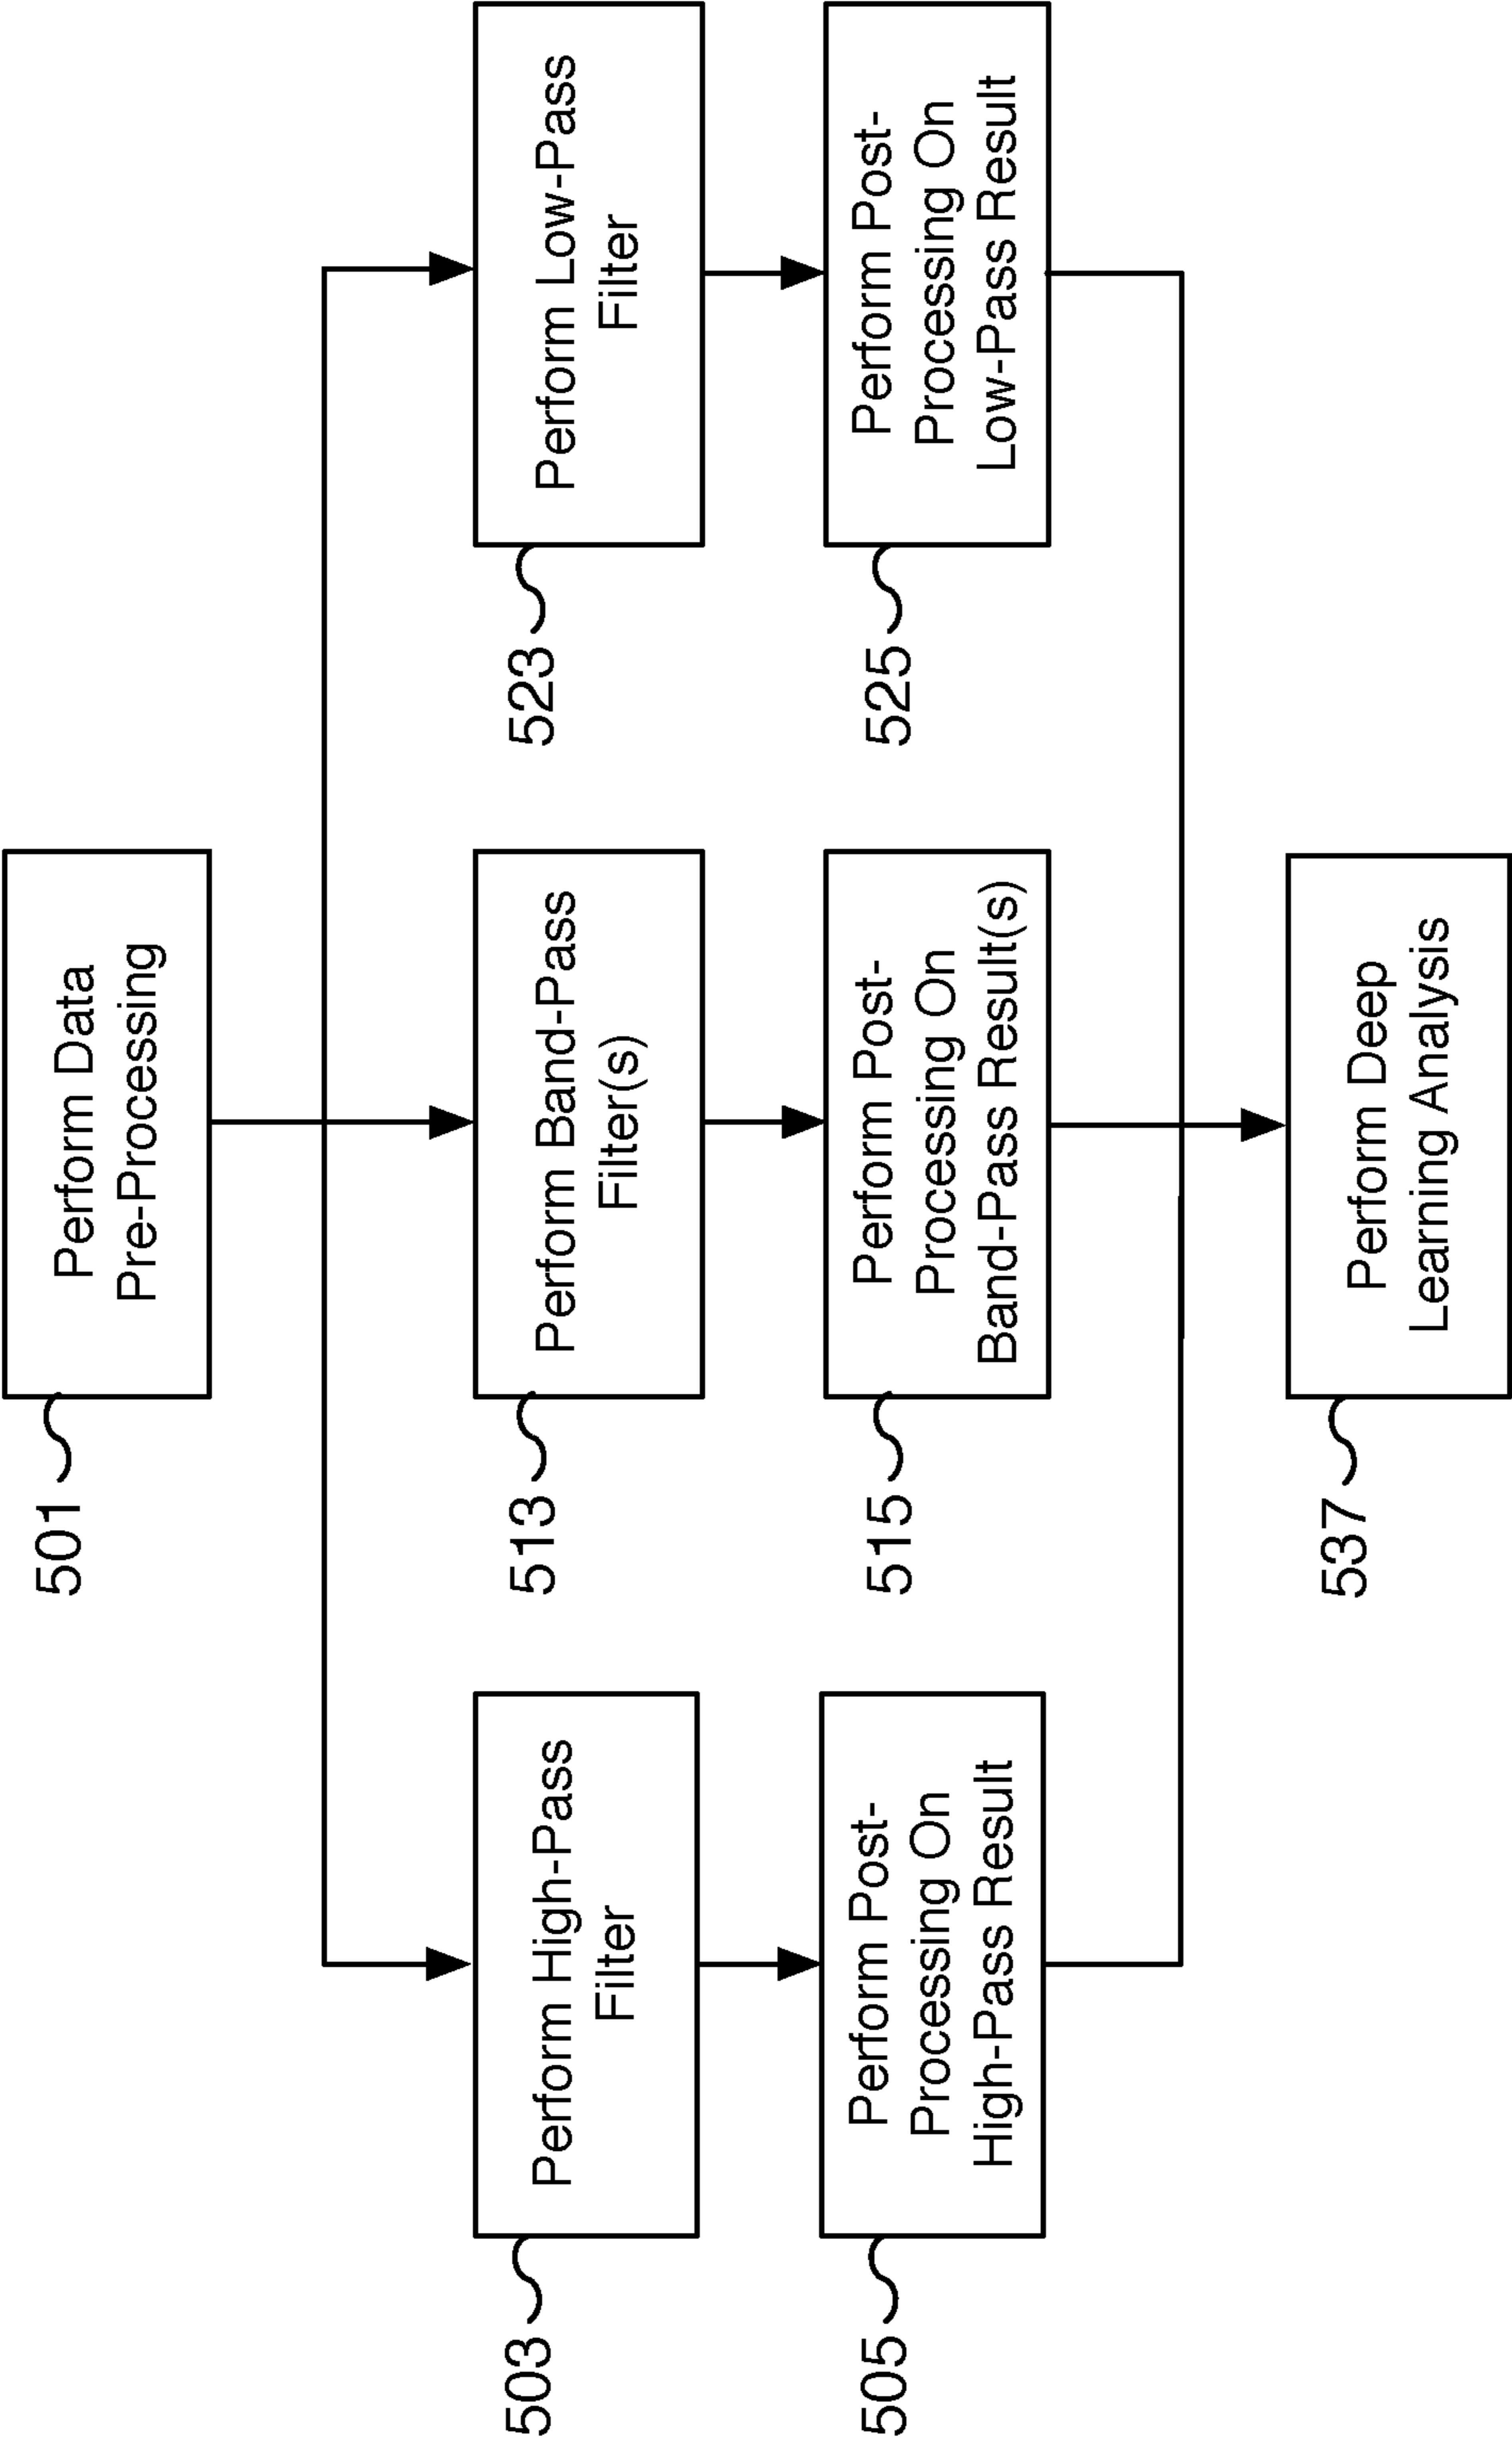 501
Perform Data
Pre-Processing
503
Perform High-Pass
Filter
513
Perform Band-Pass
Filter(s)
523
Perform Low-Pass
Filter
505
Perform Post-
Processing On
High-Pass Result
515
Perform Post-
Processing On
Band-Pass Result(s)
525
Perform Post-
Processing On
Low-Pass Result
537
Perform Deep
Learning Analysis